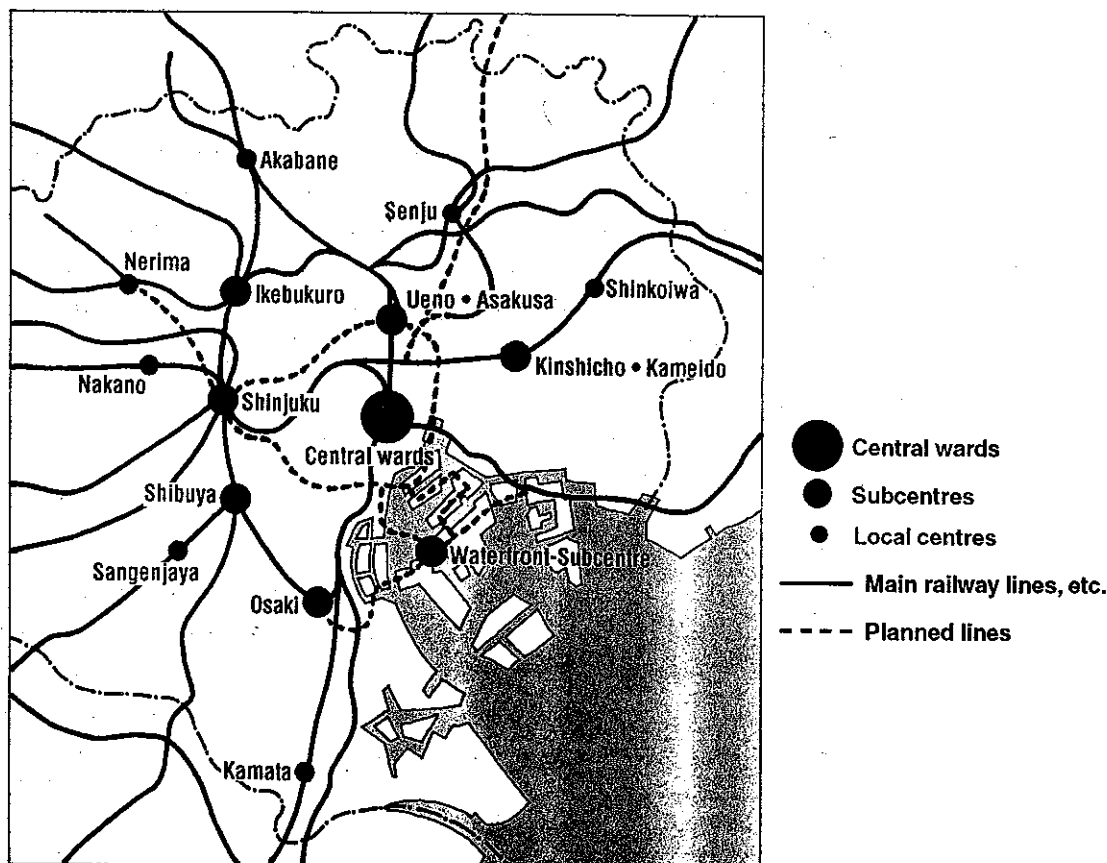 Akabane
Senju
Nerima
Ikebukuro
Ueno • Asakusa
Shinkoiwa
Nakano
Shinjuku
Kinshicho • Kameido
Central wards
Shibuya
Sangenjaya
Waterfront-Subcentre
Osaki
Kamata
Central wards
Subcentres
Local centres
Main railway lines, etc.
Planned lines